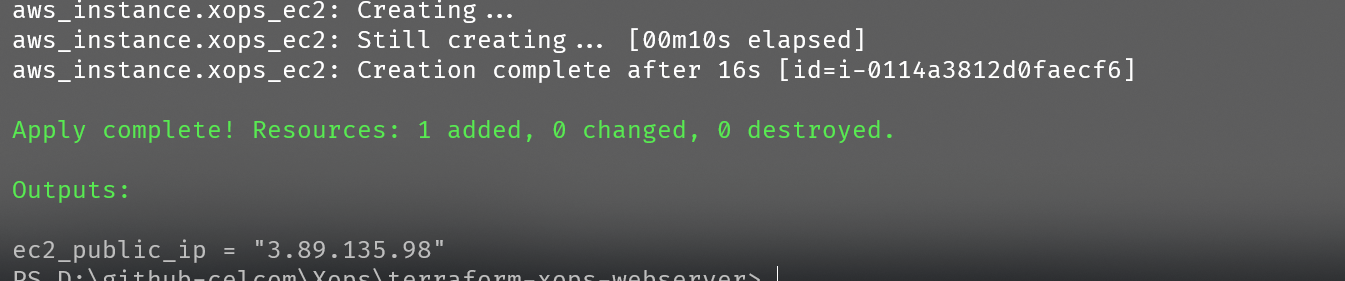 aws_instance.xops_ec2: Creating...
aws_instance.xops_ec2: Still creating... [00m10s elapsed]
aws_instance.xops_ec2: Creation complete after 16s [id=i-0114a3812d0faecf6]
Apply complete! Resources: 1 added, 0 changed, 0 destroyed.
Outputs:
ec2_public_ip = "3.89.135.98"
PS D:\github-celcom\Xops\terraform-xops-webserver>